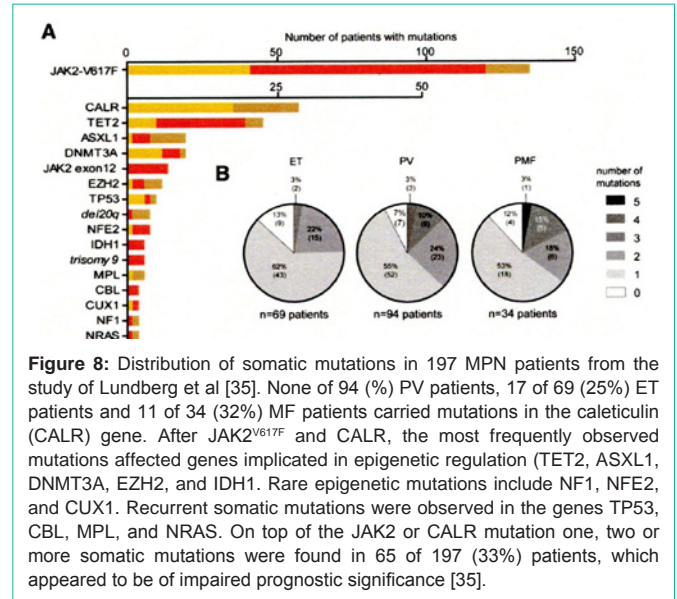 A
Number of patients with mutations
0 50 100 150
JAK2-V617F
25 50
CALR
TET2
ASXL1
DNMT3A
JAK2 exon12
EZH2
TP53
del20q
NFE2
IDH1
trisomy 9
MPL
CBL
CUX1
NF1
NRAS
B
ET PV PMF
3% (2)
13% (9)
22% (15)
62% (43)
n=69 patients
3% (3)
7% (7)
10% (9)
24% (23)
55% (52)
n=94 patients
3% (1)
12% (4)
15% (5)
18% (6)
53% (18)
n=34 patients
number of
mutations
5
4
3
2
1
0
Figure 8: Distribution of somatic mutations in 197 MPN patients from the
study of Lundberg et al [35]. None of 94 (%) PV patients, 17 of 69 (25%) ET
patients and 11 of 34 (32%) MF patients carried mutations in the caleticulin
(CALR) gene. After JAK2V617F and CALR, the most frequently observed
mutations affected genes implicated in epigenetic regulation (TET2, ASXL1,
DNMT3A, EZH2, and IDH1. Rare epigenetic mutations include NF1, NFE2,
and CUX1. Recurrent somatic mutations were observed in the genes TP53,
CBL, MPL, and NRAS. On top of the JAK2 or CALR mutation one, two or
more somatic mutations were found in 65 of 197 (33%) patients, which
appeared to be of impaired prognostic significance [35].